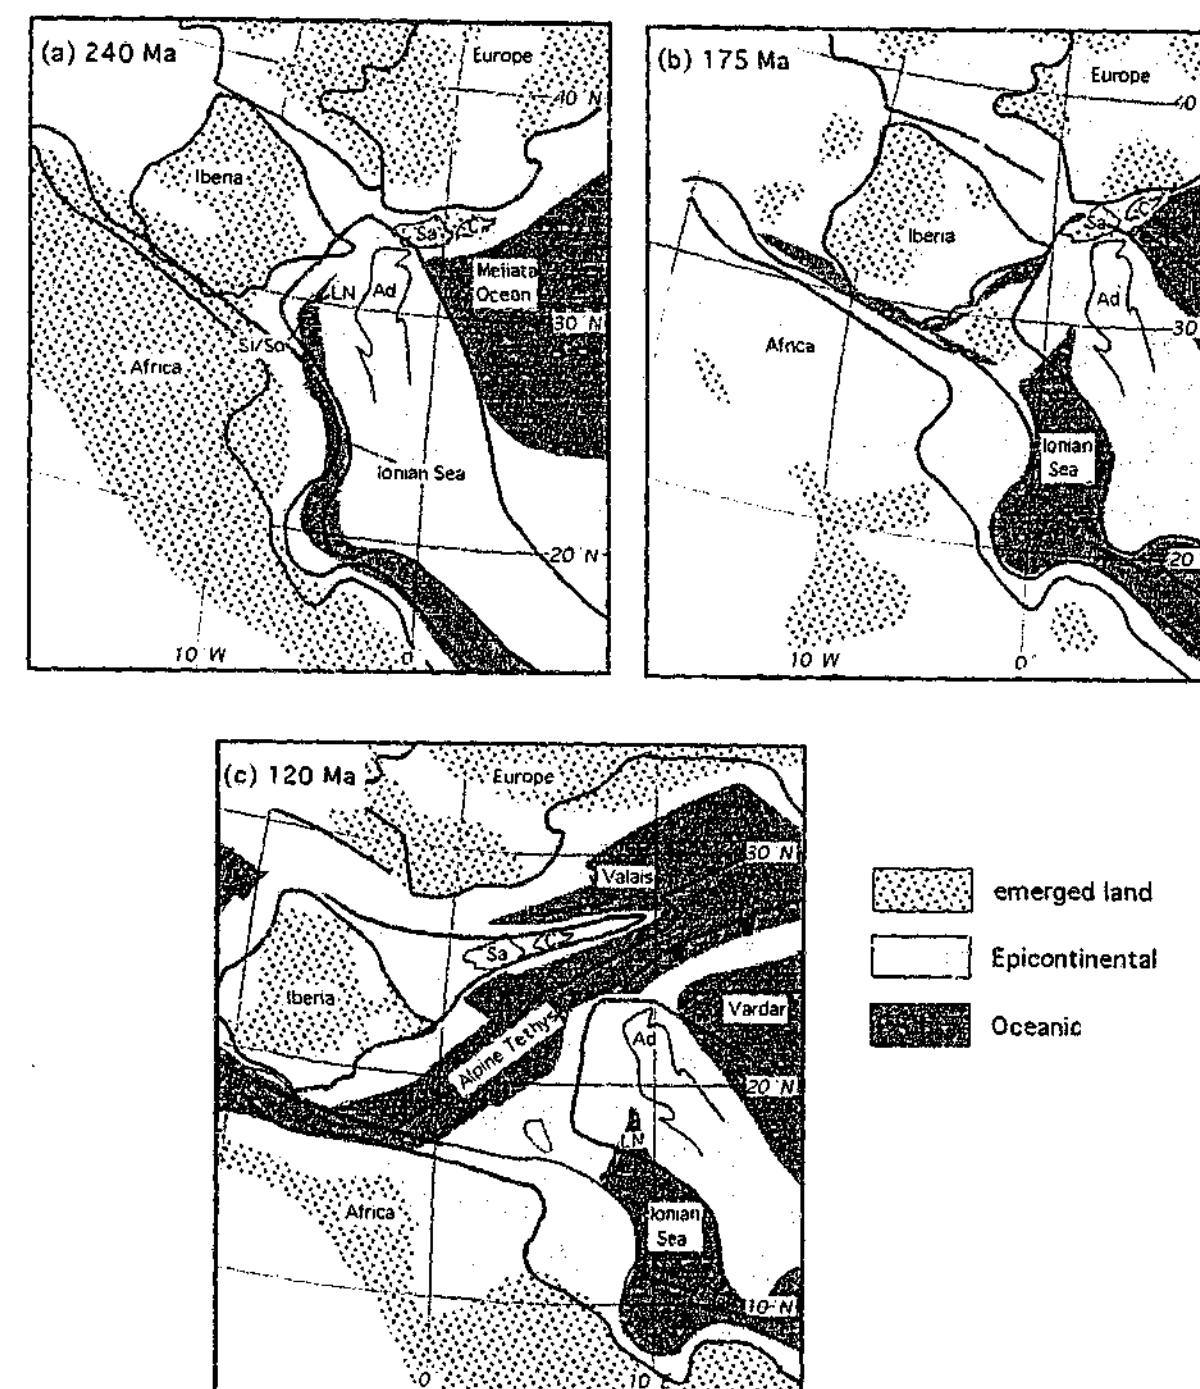 (a) 240 Ma
Europe
40 N
Iberia
Sa
C
Meliata
Ocean
LN
Ad
30 N
Si/Sa
Africa
Ionian Sea
20 N
10 W
0
(b) 175 Ma
Europe
40
Sa
C
Iberia
Ad
30
Africa
Ionian
Sea
20
10 W
0
(c) 120 Ma
Europe
30 N
Valais
Sa
C
Iberia
Vardar
Ad
Alpine Tethys
20 N
LN
Africa
Ionian
Sea
10 N
0
10 E
emerged land
Epicontinental
Oceanic